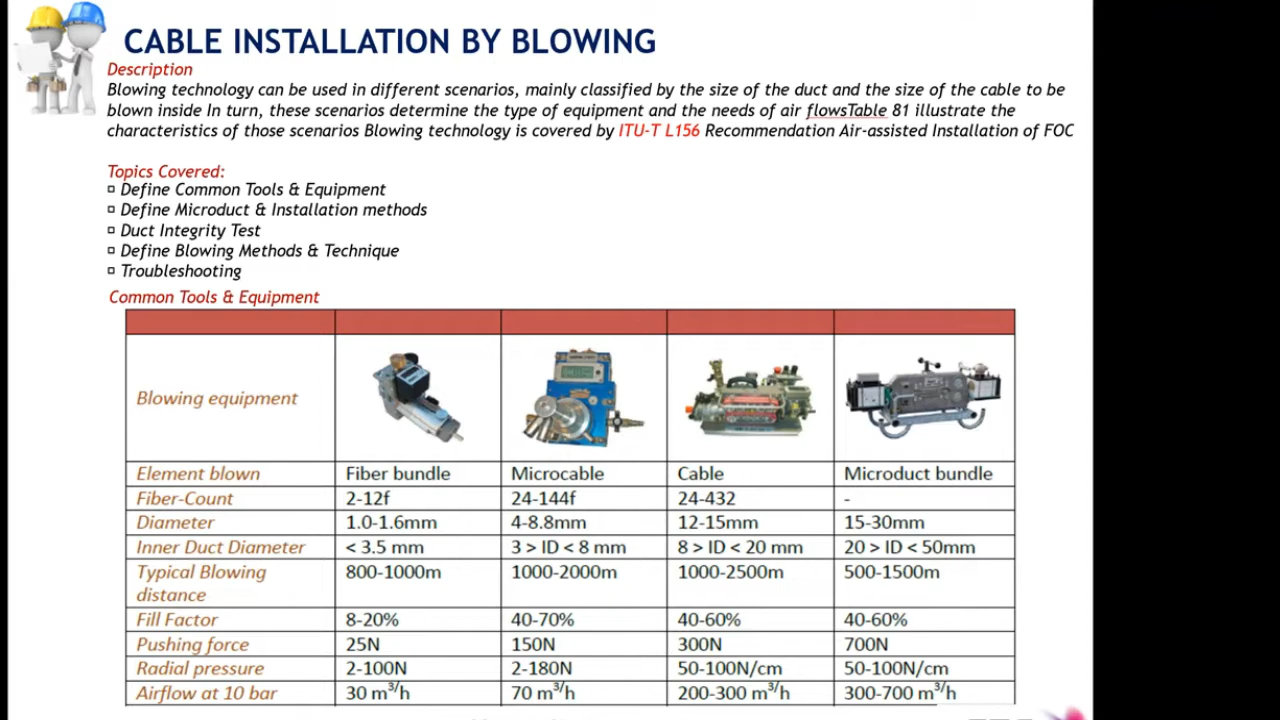 CABLE INSTALLATION BY BLOWING
Description
Blowing technology can be used in different scenarios, mainly classified by the size of the duct and the size of the cable to be
blown inside In turn, these scenarios determine the type of equipment and the needs of air flowsTable 81 illustrate the
characteristics of those scenarios Blowing technology is covered by ITU-T L156 Recommendation Air-assisted Installation of FOC
Topics Covered:
Define Common Tools & Equipment
Define Microduct & Installation methods
Duct Integrity Test
Define Blowing Methods & Technique
Troubleshooting
Common Tools & Equipment
Blowing equipment
Element blown Fiber bundle Microcable Cable Microduct bundle
Fiber-Count 2-12f 24-144f 24-432 -
Diameter 1.0-1.6mm 4-8.8mm 12-15mm 15-30mm
Inner Duct Diameter < 3.5 mm 3 > ID < 8 mm 8 > ID < 20 mm 20 > ID < 50mm
Typical Blowing 800-1000m 1000-2000m 1000-2500m 500-1500m
distance
Fill Factor 8-20% 40-70% 40-60% 40-60%
Pushing force 25N 150N 300N 700N
Radial pressure 2-100N 2-180N 50-100N/cm 50-100N/cm
Airflow at 10 bar 30 m³/h 70 m³/h 200-300 m³/h 300-700 m³/h